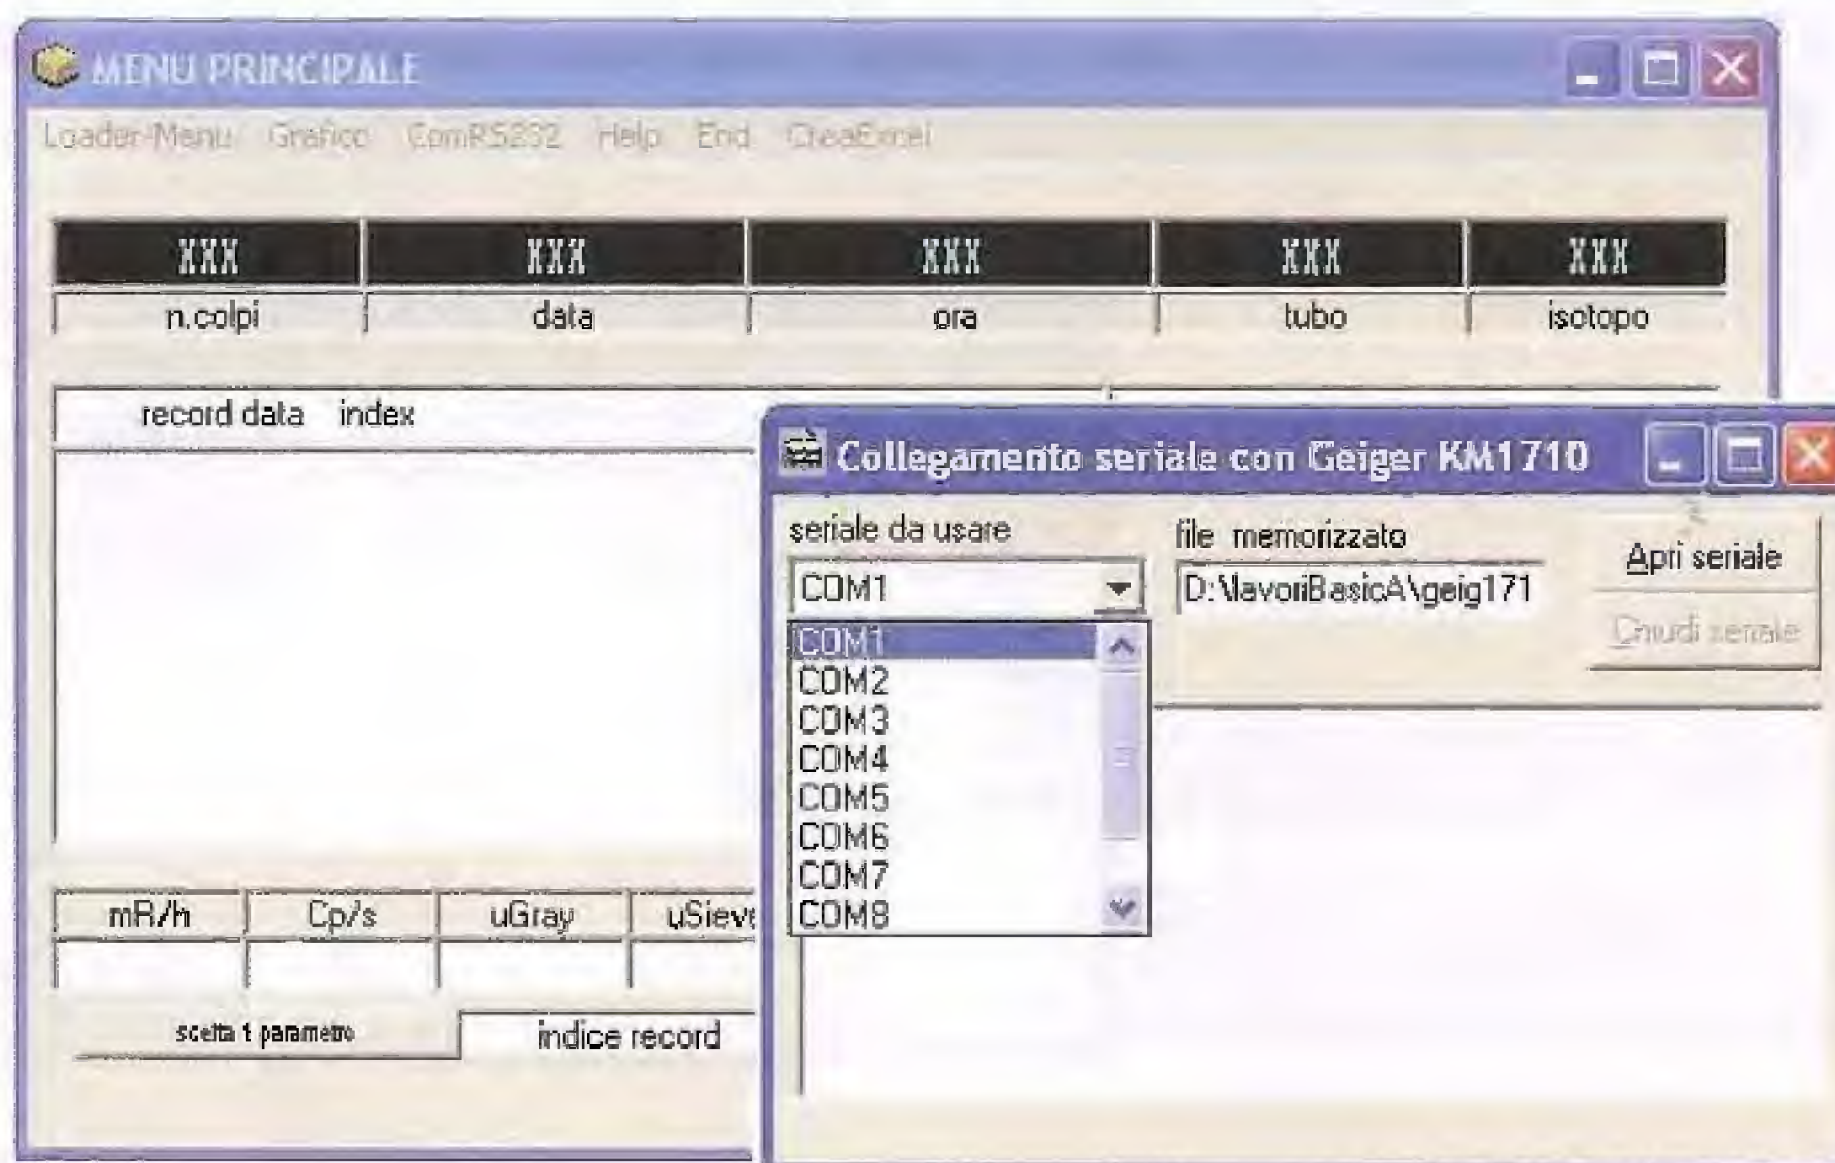 MENU PRINCIPALE
Loader-Menu Grafico ComRS232 Help End CreaExcel
XXX XXX XXX XXX XXX
n.colpi data ora tubo isotopo
record data index
Collegamento seriale con Geiger KM1710
seriale da usare
file memorizzato
COM1
D:\lavoriBasicA\geig171
Apri seriale
Chiudi seriale
COM1
COM2
COM3
COM4
COM5
COM6
COM7
COM8
mR/h Cp/s uGray uSieve
scelta t parametro
indice record